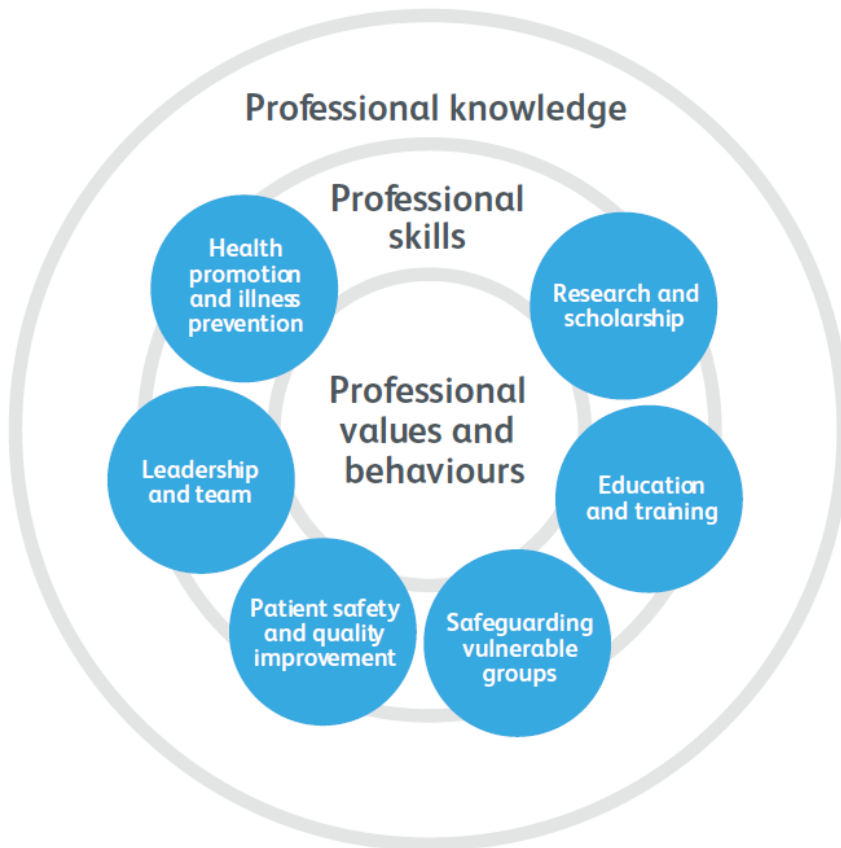 Professional knowledge
Professional
skills
Health
promotion
and illness
prevention
Research and
scholarship
Professional
values and
behaviours
Leadership
and team
Education
and training
Patient safety
and quality
improvement
Safeguarding
vulnerable
groups